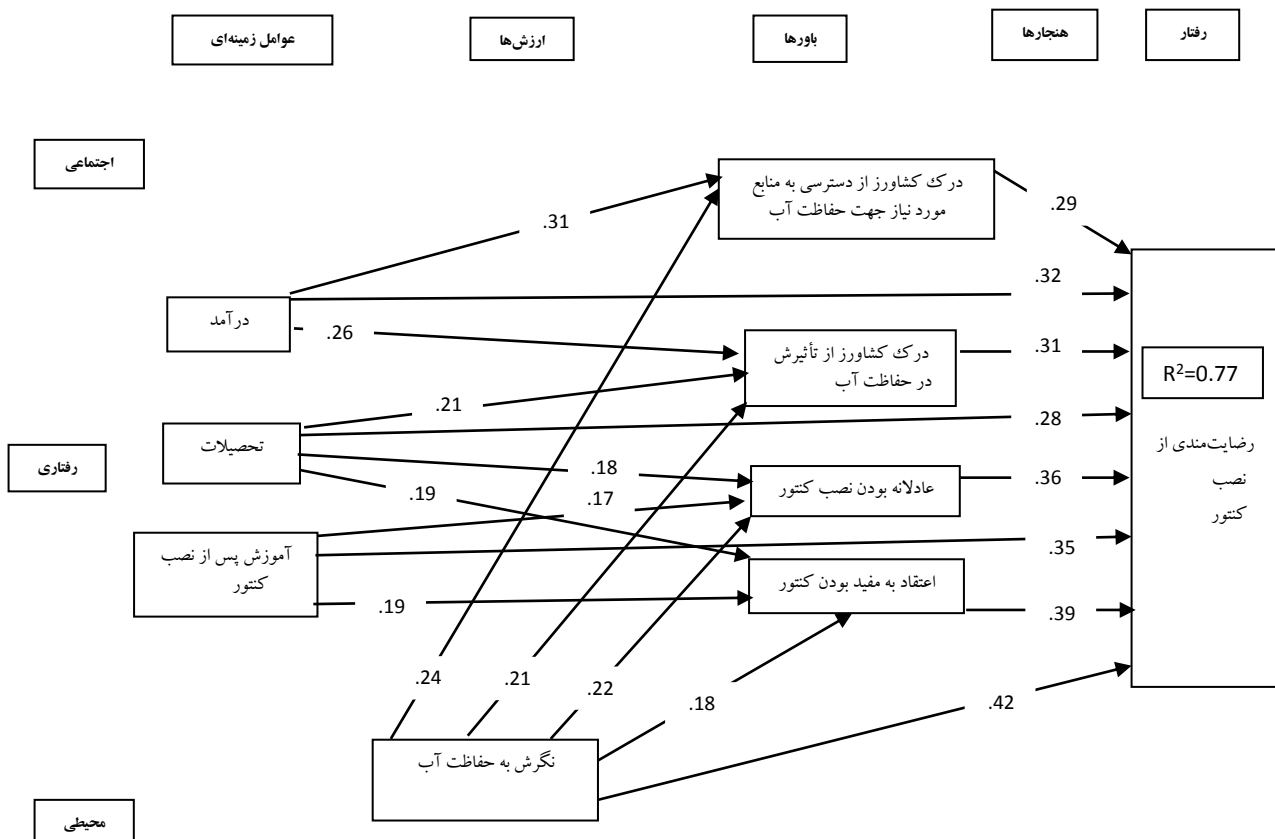 رفتار
هنجارها
باورها
ارزش‌ها
عوامل زمینه‌ای
اجتماعی
درک کشاورز از دسترسی به منابع
مورد نیاز جهت حفاظت آب
.29
.31
.32
درآمد
.26
درک کشاورز از تأثیرش
در حفاظت آب
.31
R²=0.77
.21
.28
تحصیلات
رضایت‌مندی از
نصب
کنتور
رفتاری
.18
.19
.17
عادلانه بودن نصب کنتور
.36
آموزش پس از نصب
کنتور
.35
اعتقاد به مفید بودن کنتور
.19
.39
.24
.21
.22
.18
.42
نگرش به حفاظت آب
محیطی